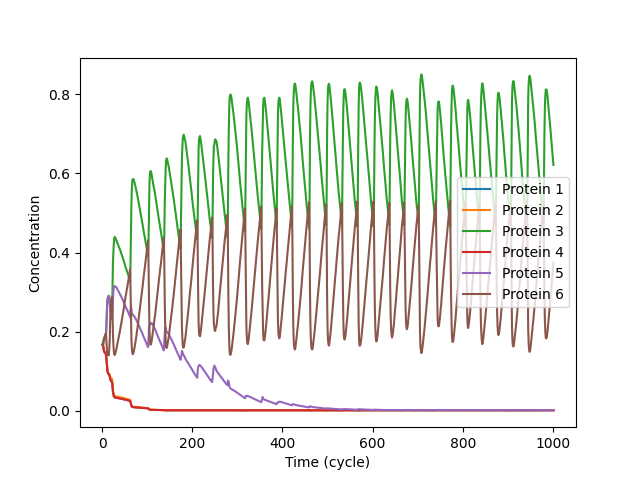 Concentration
0.8
0.6
0.4
0.2
0.0
0
200
400
600
800
1000
Time (cycle)
Protein 1
Protein 2
Protein 3
Protein 4
Protein 5
Protein 6